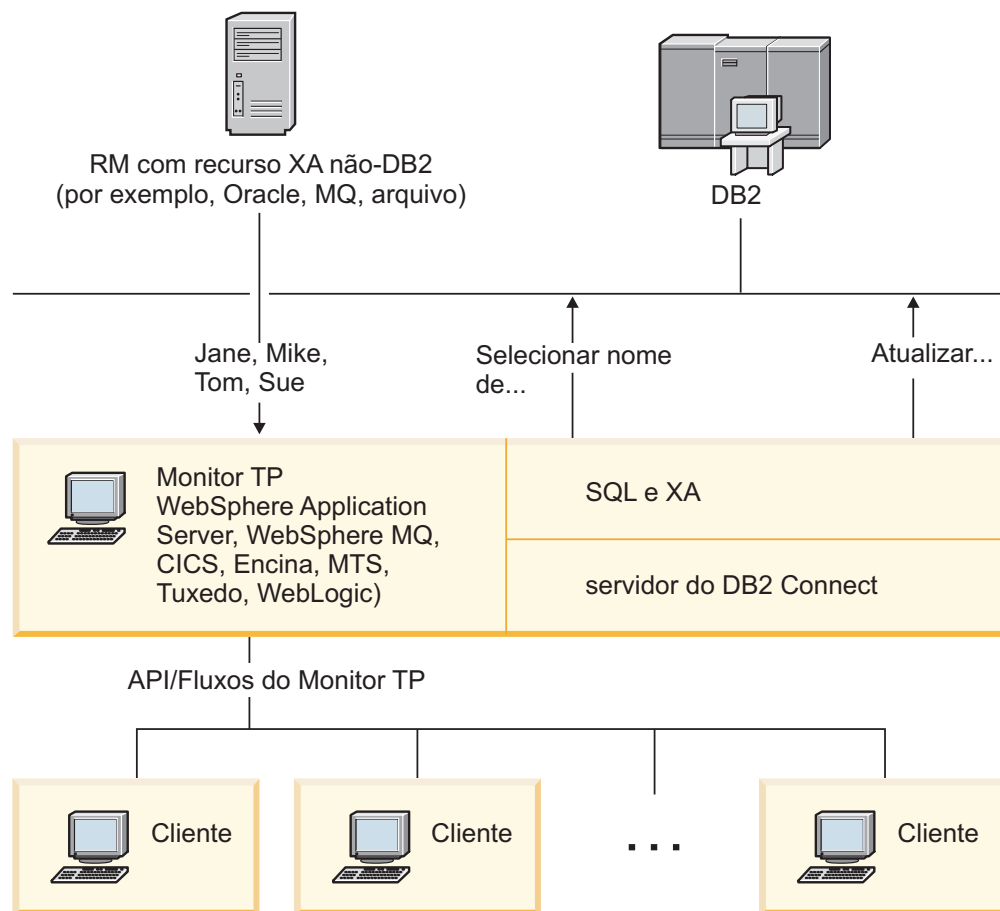 RM com recurso XA não-DB2
(por exemplo, Oracle, MQ, arquivo)
DB2
Jane, Mike,
Tom, Sue
Selecionar nome
de...
Atualizar...
Monitor TP
WebSphere Application
Server, WebSphere MQ,
CICS, Encina, MTS,
Tuxedo, WebLogic)
SQL e XA
servidor do DB2 Connect
API/Fluxos do Monitor TP
Cliente
Cliente
...
Cliente